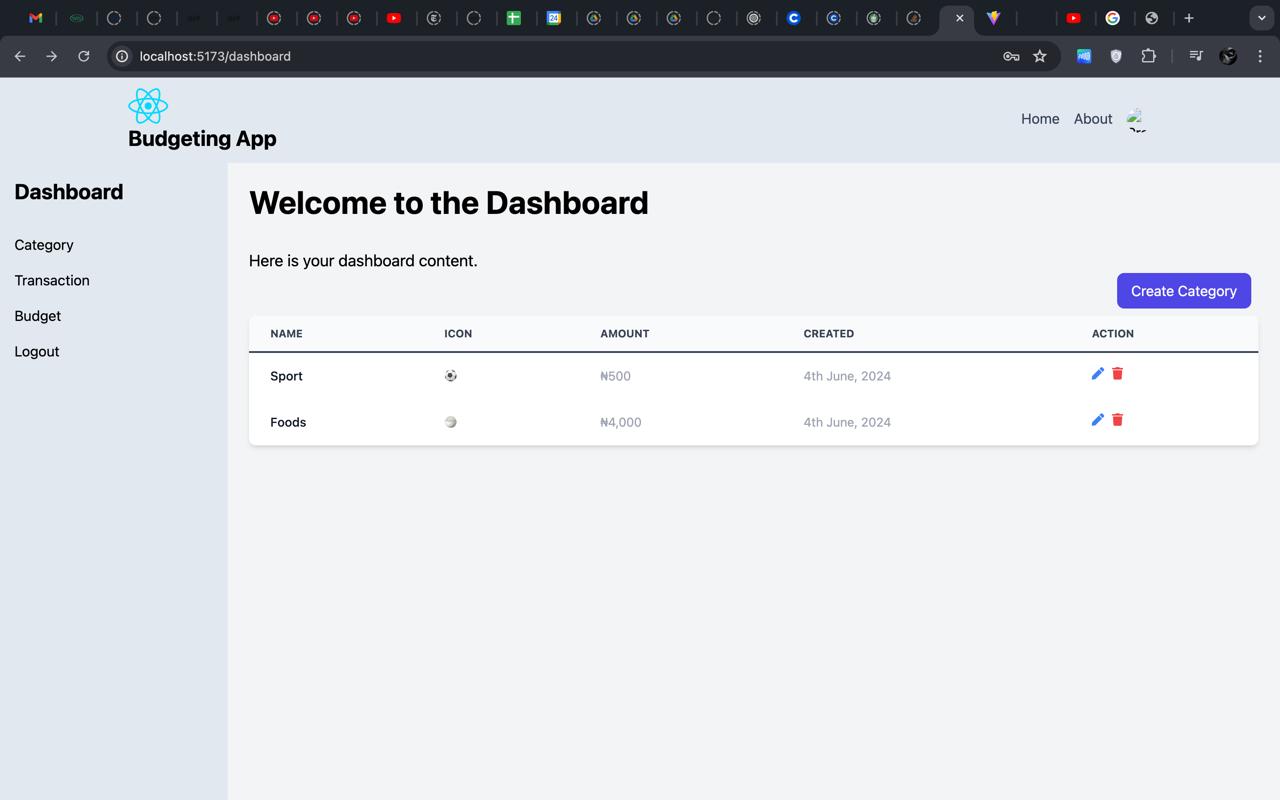 localhost:5173/dashboard
Budgeting App
Home About
Dashboard
Category
Transaction
Budget
Logout
Welcome to the Dashboard
Here is your dashboard content.
Create Category
NAME ICON AMOUNT CREATED ACTION
Sport ₦500 4th June, 2024
Foods ₦4,000 4th June, 2024